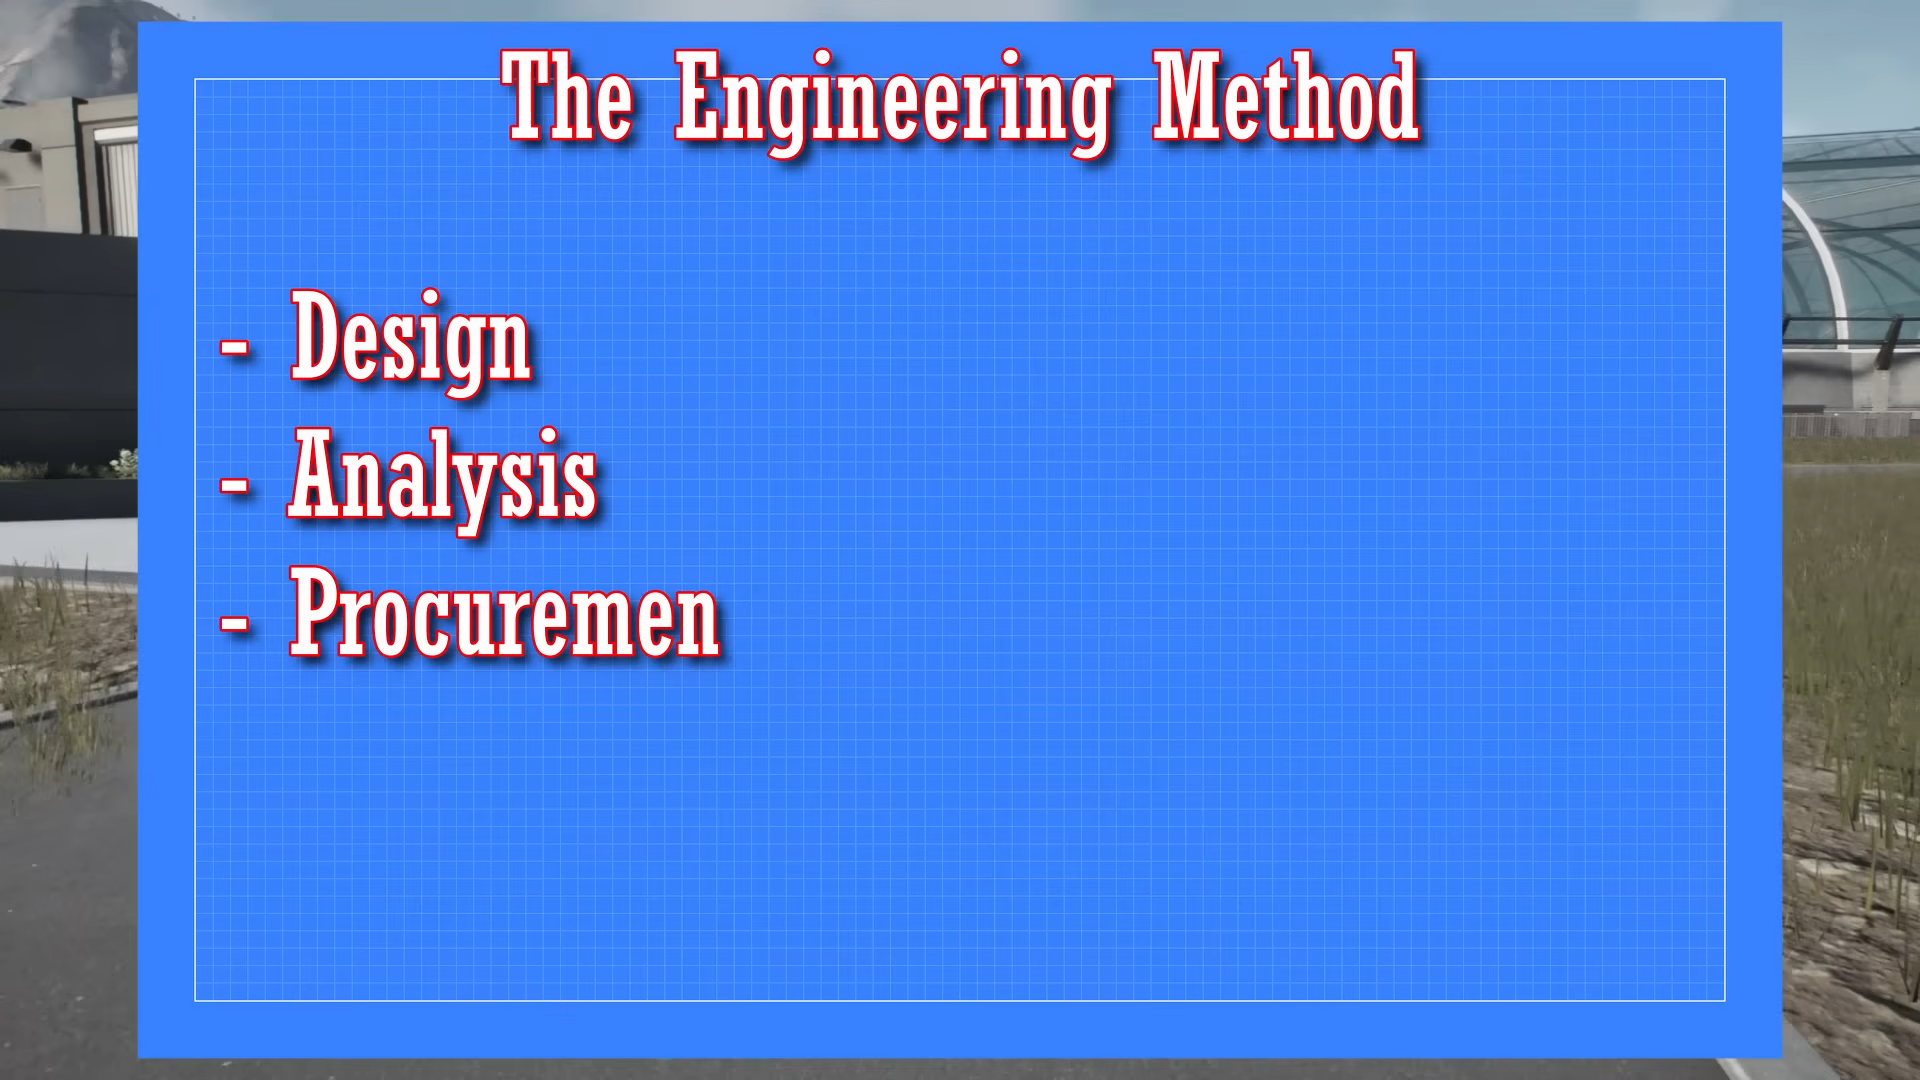 The Engineering Method
- Design
- Analysis
- Procuremen